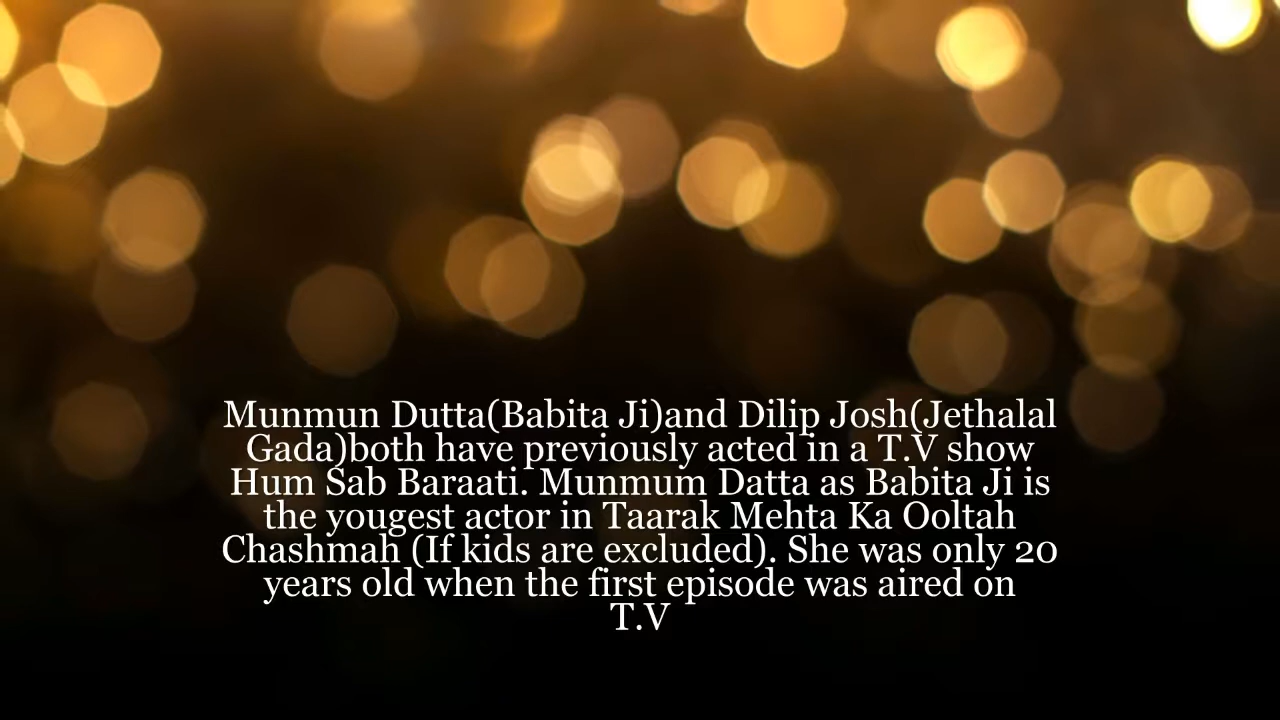 Munmun Dutta(Babita Ji)and Dilip Josh(Jethalal
Gada)both have previously acted in a T.V show
Hum Sab Baraati. Munmum Datta as Babita Ji is
the yougest actor in Taarak Mehta Ka Ooltah
Chashmah (If kids are excluded). She was only 20
years old when the first episode was aired on
T.V